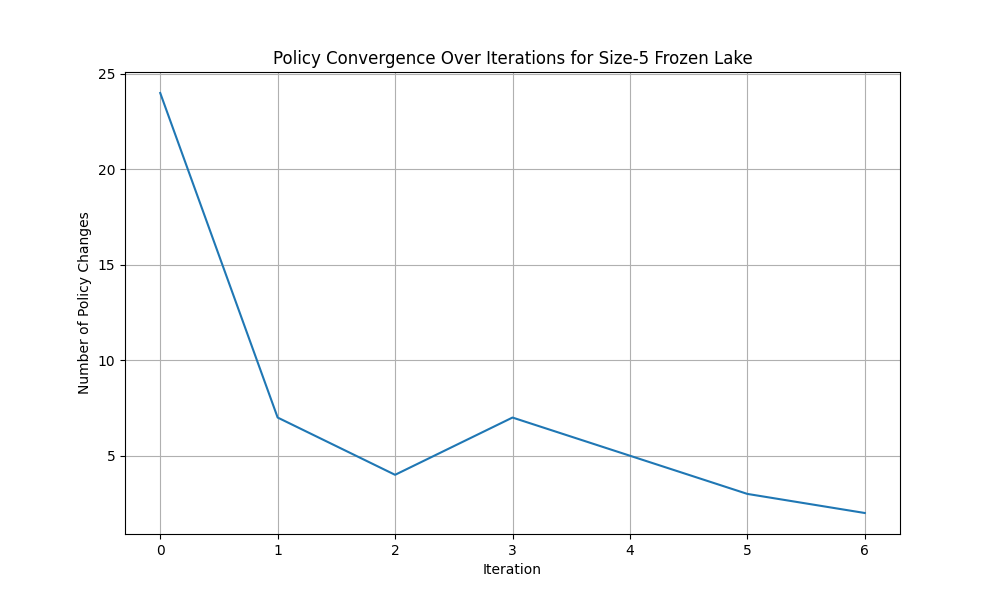 Policy Convergence Over Iterations for Size-5 Frozen Lake
25
20
15
10
5
Number of Policy Changes
0 1 2 3 4 5 6
Iteration